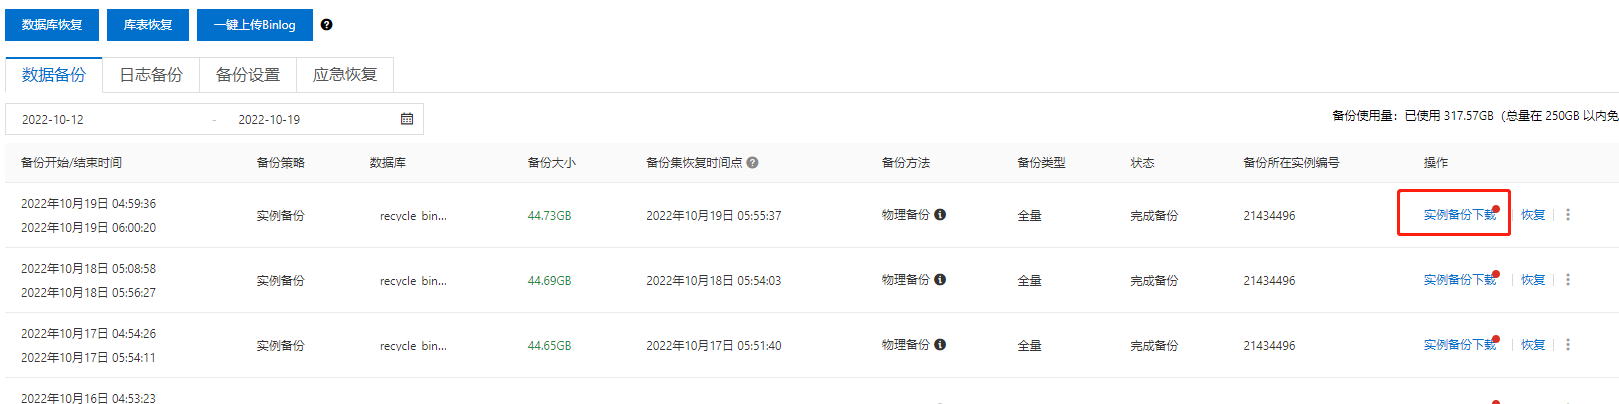 数据库恢复 库表恢复 一键上传Binlog
数据备份 日志备份 备份设置 应急恢复
2022-10-12 - 2022-10-19
备份使用量：已使用 317.57GB（总量在 250GB 以内免
备份开始/结束时间 备份策略 数据库 备份大小 备份集恢复时间点 备份方法 备份类型 状态 备份所在实例编号 操作
2022年10月19日 04:59:36
2022年10月19日 06:00:20
实例备份 recycle bin... 44.73GB 2022年10月19日 05:55:37 物理备份 全量 完成备份 21434496 实例备份下载 恢复
2022年10月18日 05:08:58
2022年10月18日 05:56:27
实例备份 recycle bin... 44.69GB 2022年10月18日 05:54:03 物理备份 全量 完成备份 21434496 实例备份下载 恢复
2022年10月17日 04:54:26
2022年10月17日 05:54:11
实例备份 recycle bin... 44.65GB 2022年10月17日 05:51:40 物理备份 全量 完成备份 21434496 实例备份下载 恢复
2022年10月16日 04:53:23